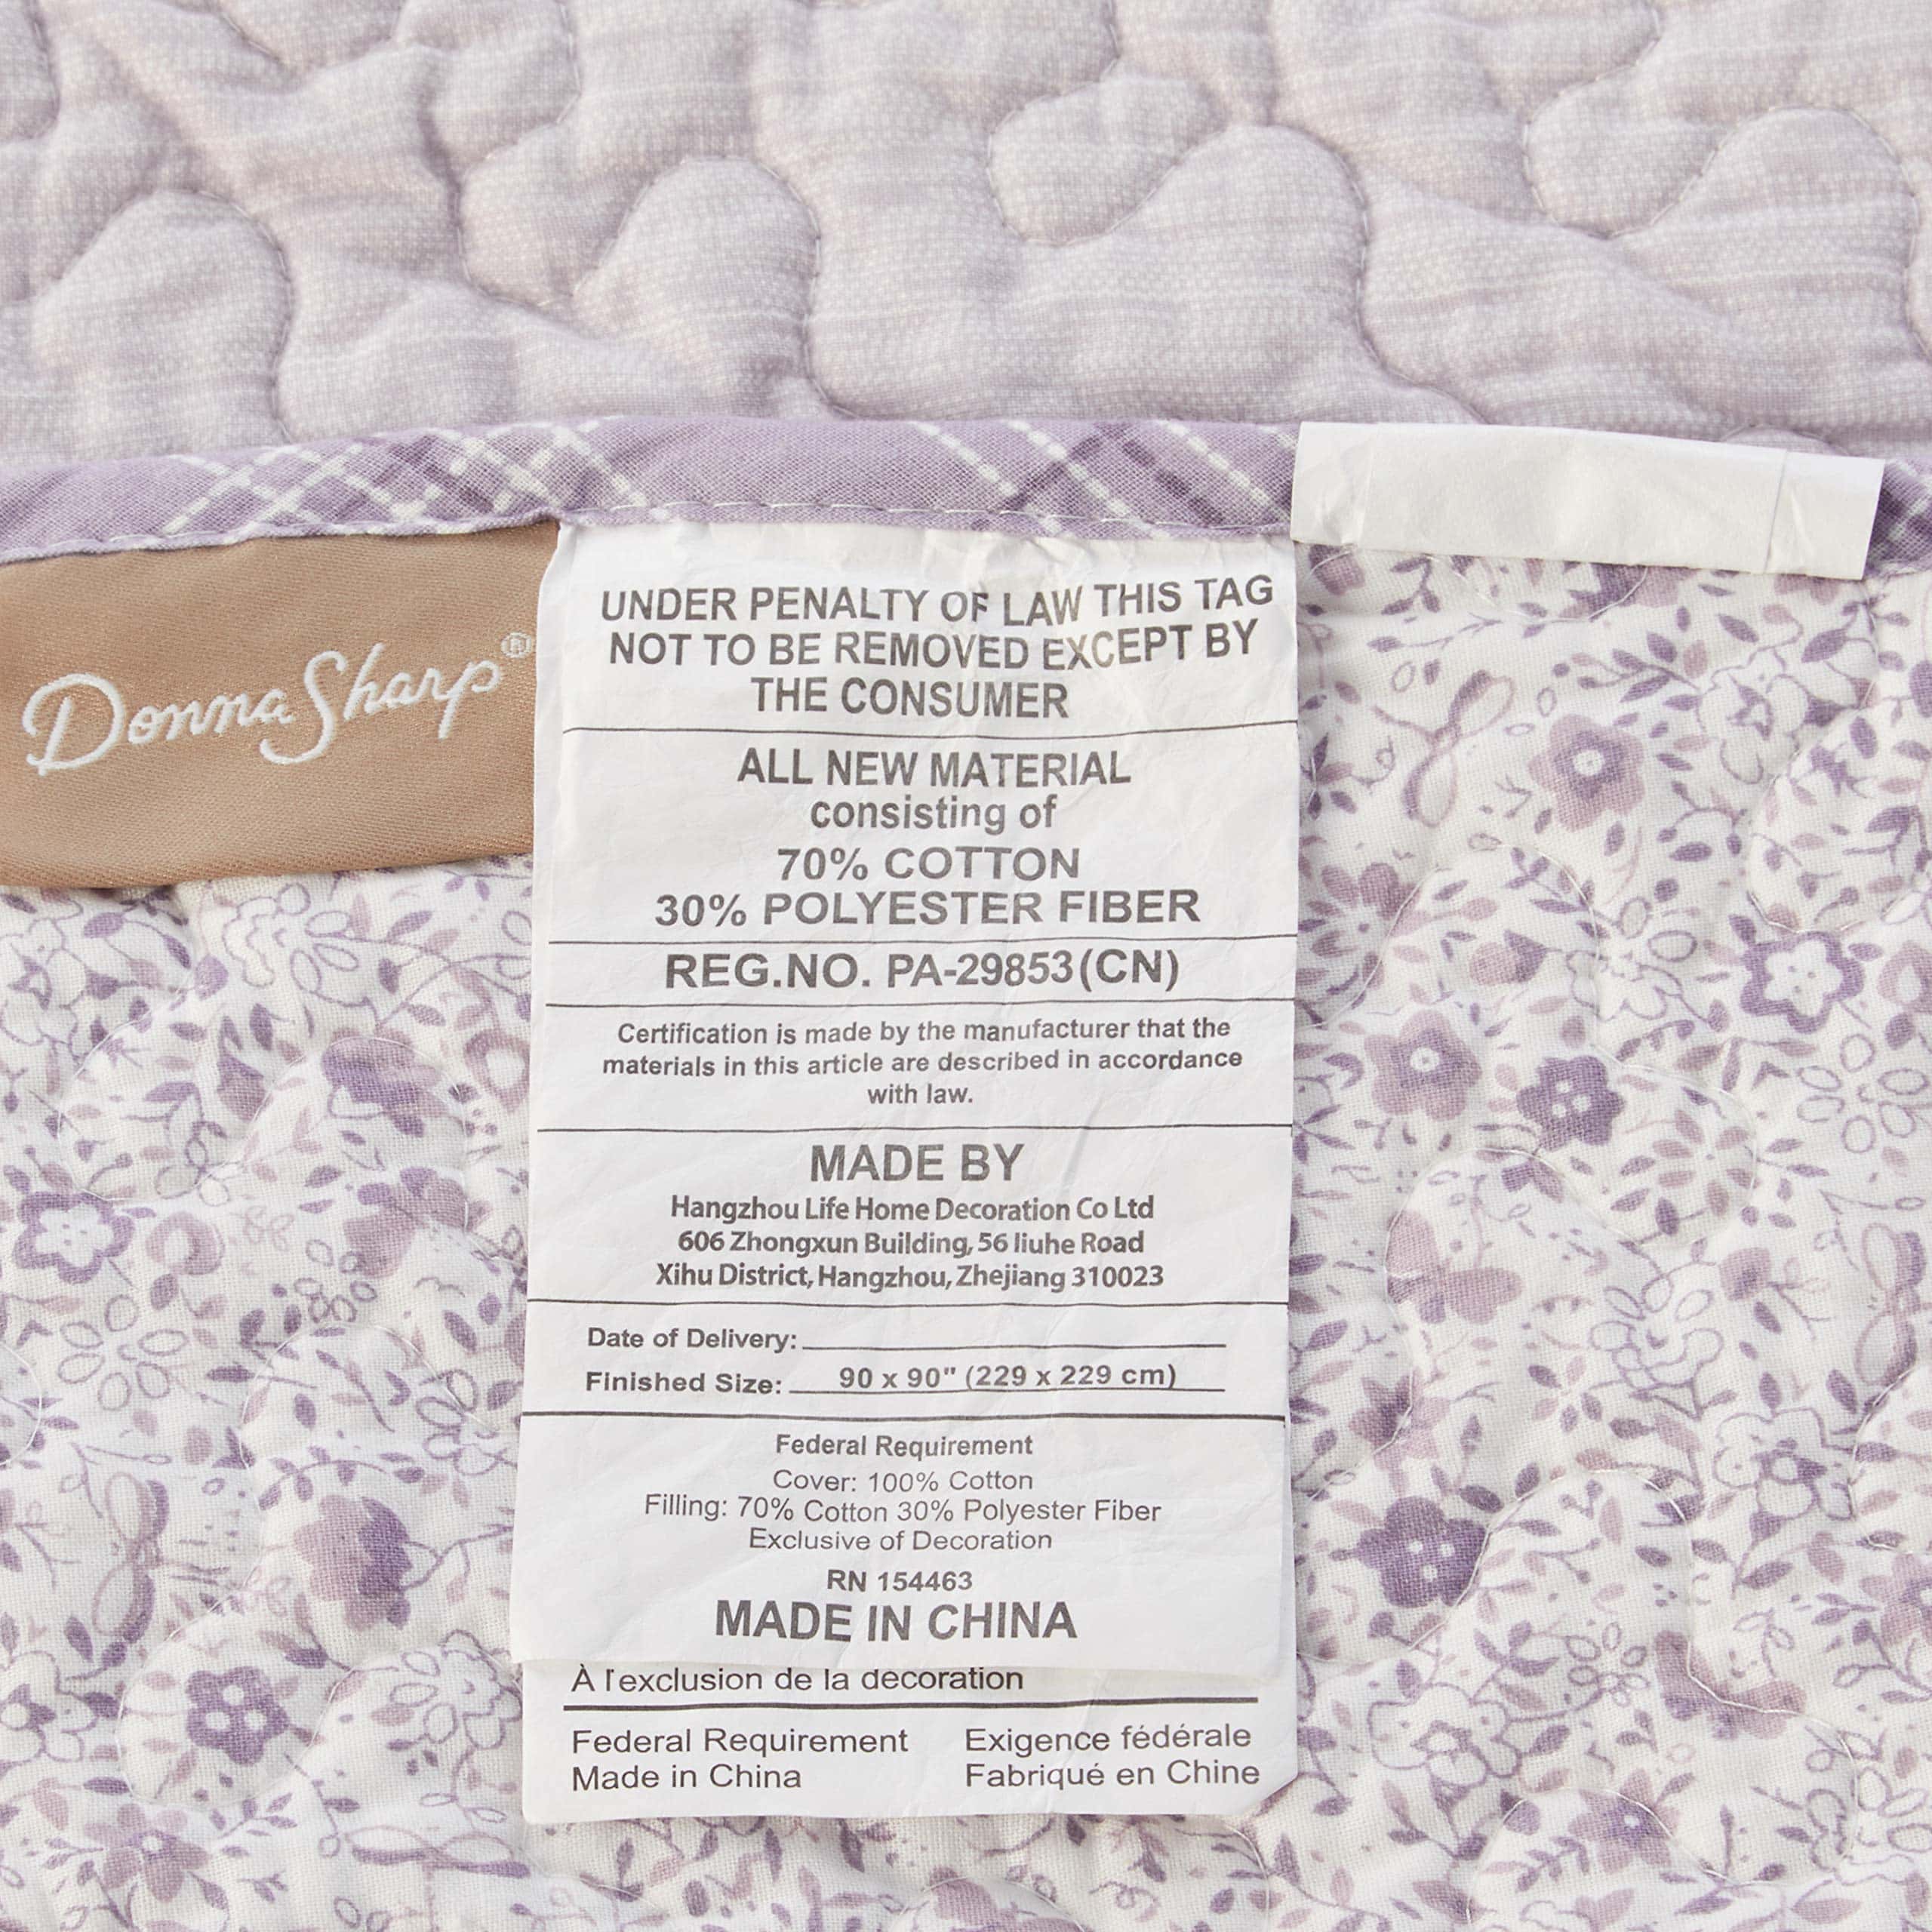 Donna Sharp®
UNDER PENALTY OF LAW THIS TAG
NOT TO BE REMOVED EXCEPT BY
THE CONSUMER
ALL NEW MATERIAL
consisting of
70% COTTON
30% POLYESTER FIBER
REG.NO. PA-29853(CN)
Certification is made by the manufacturer that the
materials in this article are described in accordance
with law.
MADE BY
Hangzhou Life Home Decoration Co Ltd
606 Zhongxun Building, 56 liuhe Road
Xihu District, Hangzhou, Zhejiang 310023
Date of Delivery:
Finished Size: 90 x 90" (229 x 229 cm)
Federal Requirement
Cover: 100% Cotton
Filling: 70% Cotton 30% Polyester Fiber
Exclusive of Decoration
RN 154463
MADE IN CHINA
À l'exclusion de la decoration
Federal Requirement Exigence fédérale
Made in China Fabriqué en Chine